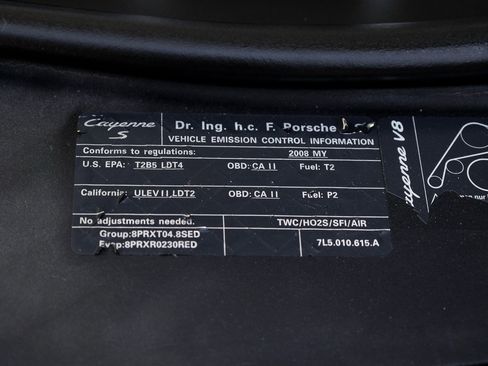 Cayenne S
Dr. Ing. h.c. F. Porsche
VEHICLE EMISSION CONTROL INFORMATION
Conforms to regulations: 2008 MY
U.S. EPA: T2B5 LDT4 OBD: CA II Fuel: T2
California: ULEV II, LDT2 OBD: CA II Fuel: P2
No adjustments needed. TWC/HO2S/SFI/AIR
Group:8PRXT04.8SED
Evap:8PRXR0230RED
7L5.010.615.A
ayenne V8